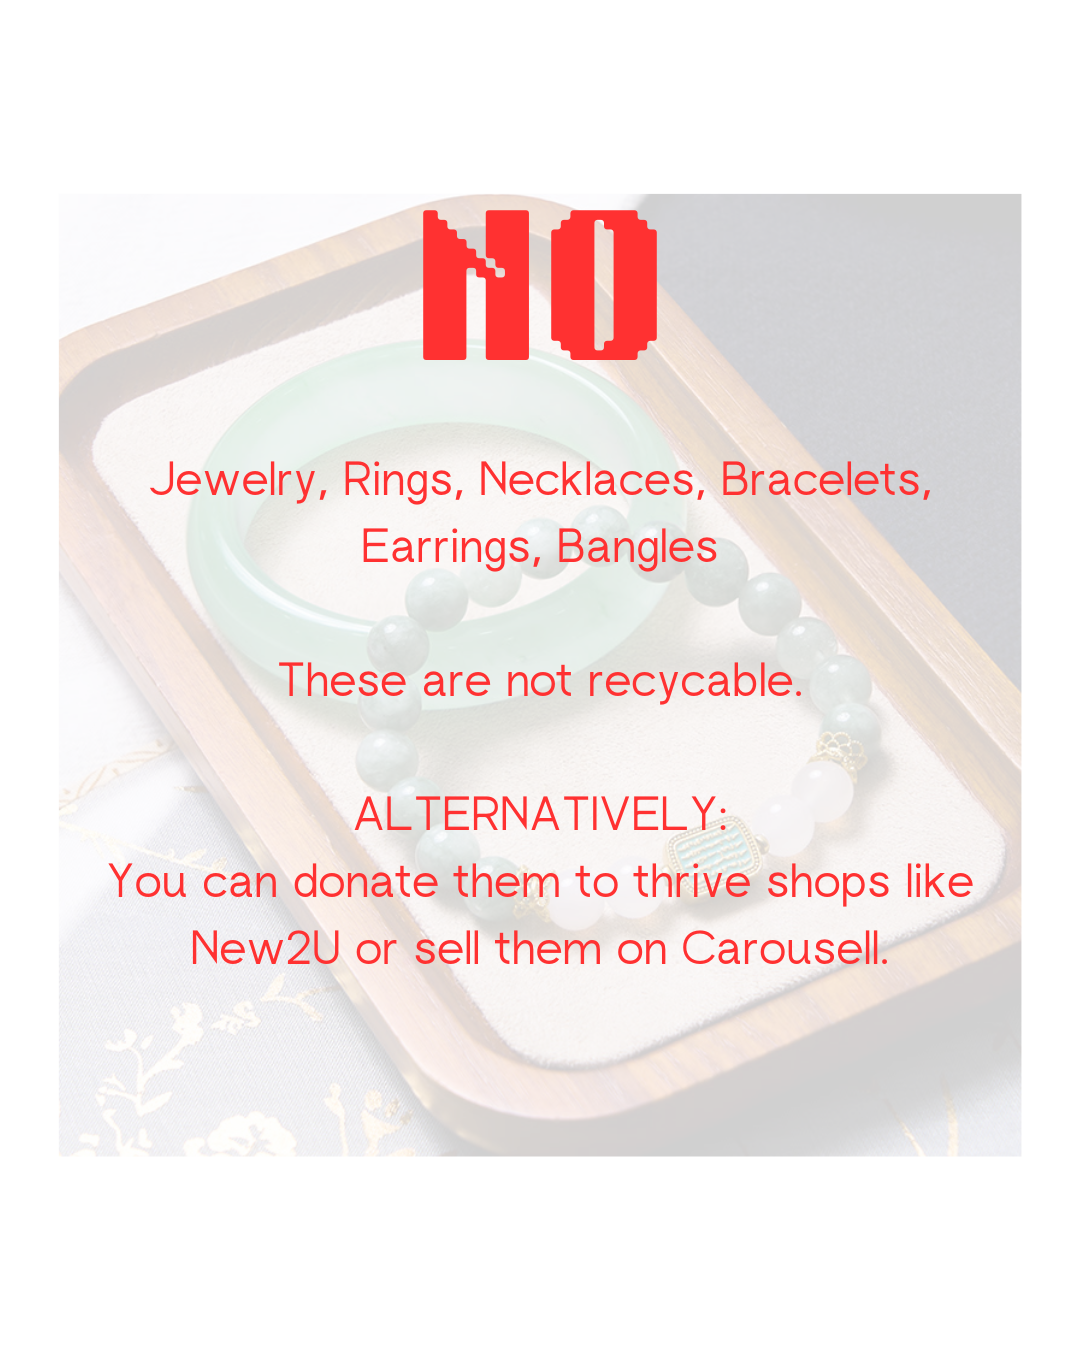 NO
Jewelry, Rings, Necklaces, Bracelets,
Earrings, Bangles
These are not recycable.
ALTERNATIVELY:
You can donate them to thrive shops like
New2U or sell them on Carousell.